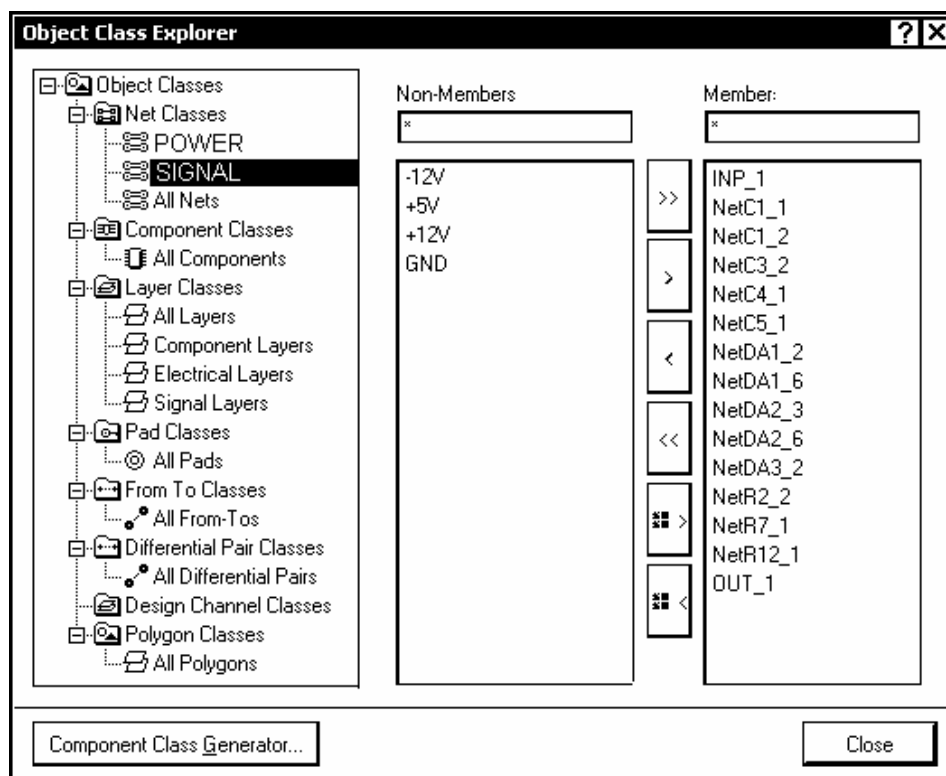 Object Class Explorer
Object Classes
Net Classes
POWER
SIGNAL
All Nets
Component Classes
All Components
Layer Classes
All Layers
Component Layers
Electrical Layers
Signal Layers
Pad Classes
All Pads
From To Classes
All From-Tos
Differential Pair Classes
All Differential Pairs
Design Channel Classes
Polygon Classes
All Polygons
Non-Members
*
-12V
+5V
+12V
GND
>>
>
<
<<
>
<
Member:
*
INP_1
NetC1_1
NetC1_2
NetC3_2
NetC4_1
NetC5_1
NetDA1_2
NetDA1_6
NetDA2_3
NetDA2_6
NetDA3_2
NetR2_2
NetR7_1
NetR12_1
OUT_1
Component Class Generator...
Close